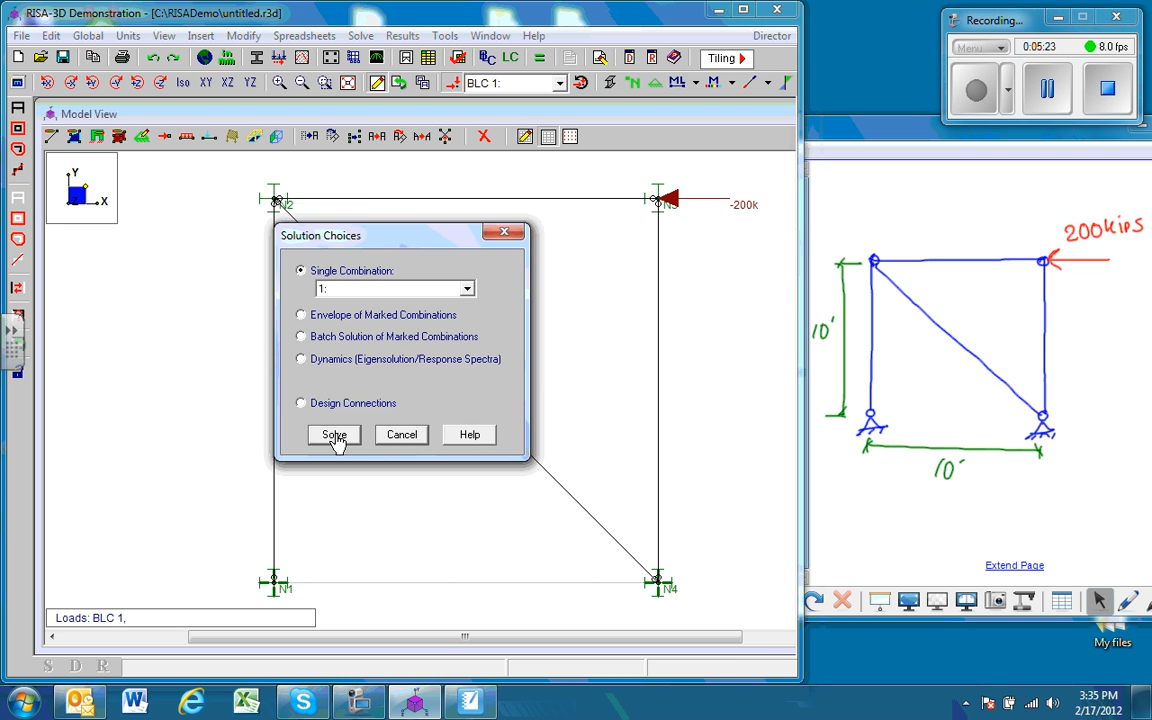 RISA-3D Demonstration - [C:\RISADemo\untitled.r3d]
File Edit Global Units View Insert Modify Spreadsheets Solve Results Tools Window Help Director
Tiling
Iso XY XZ YZ BLC 1:
Model View
Y
X
Z
N2
-200k
Solution Choices
Single Combination:
1:
Envelope of Marked Combinations
Batch Solution of Marked Combinations
Dynamics (Eigensolution/Response Spectra)
Design Connections
Solve Cancel Help
N1
N4
Loads: BLC 1,
S D R
Recording...
Menu 0:05:23 8.0 fps
200kips
10'
10'
Extend Page
My files
3:35 PM
2/17/2012